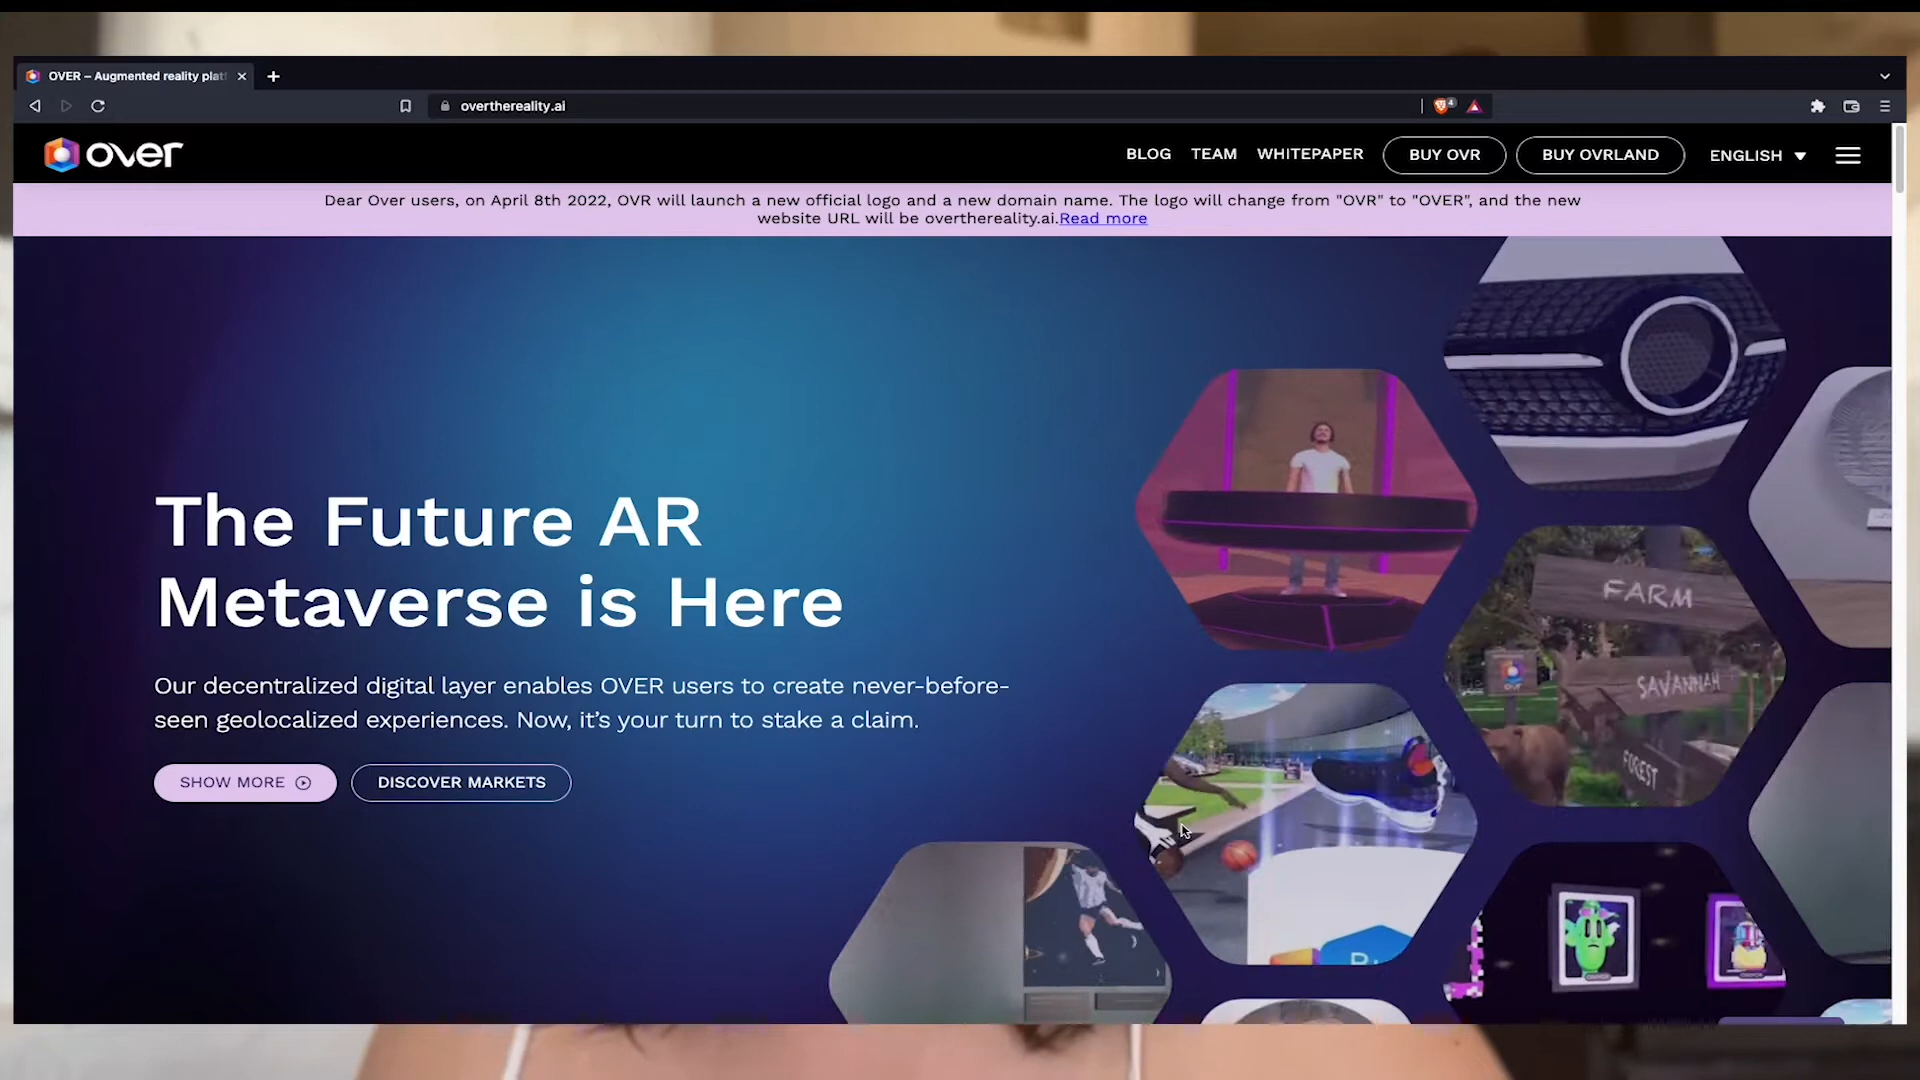 OVER – Augmented reality plat
overthereality.ai
4
over
BLOG TEAM WHITEPAPER BUY OVR BUY OVRLAND ENGLISH
Dear Over users, on April 8th 2022, OVR will launch a new official logo and a new domain name. The logo will change from "OVR" to "OVER", and the new
website URL will be overthereality.ai.Read more
The Future AR
Metaverse is Here
Our decentralized digital layer enables OVER users to create never-before-
seen geolocalized experiences. Now, it’s your turn to stake a claim.
SHOW MORE DISCOVER MARKETS
FARM
SAVANNAH
FOREST